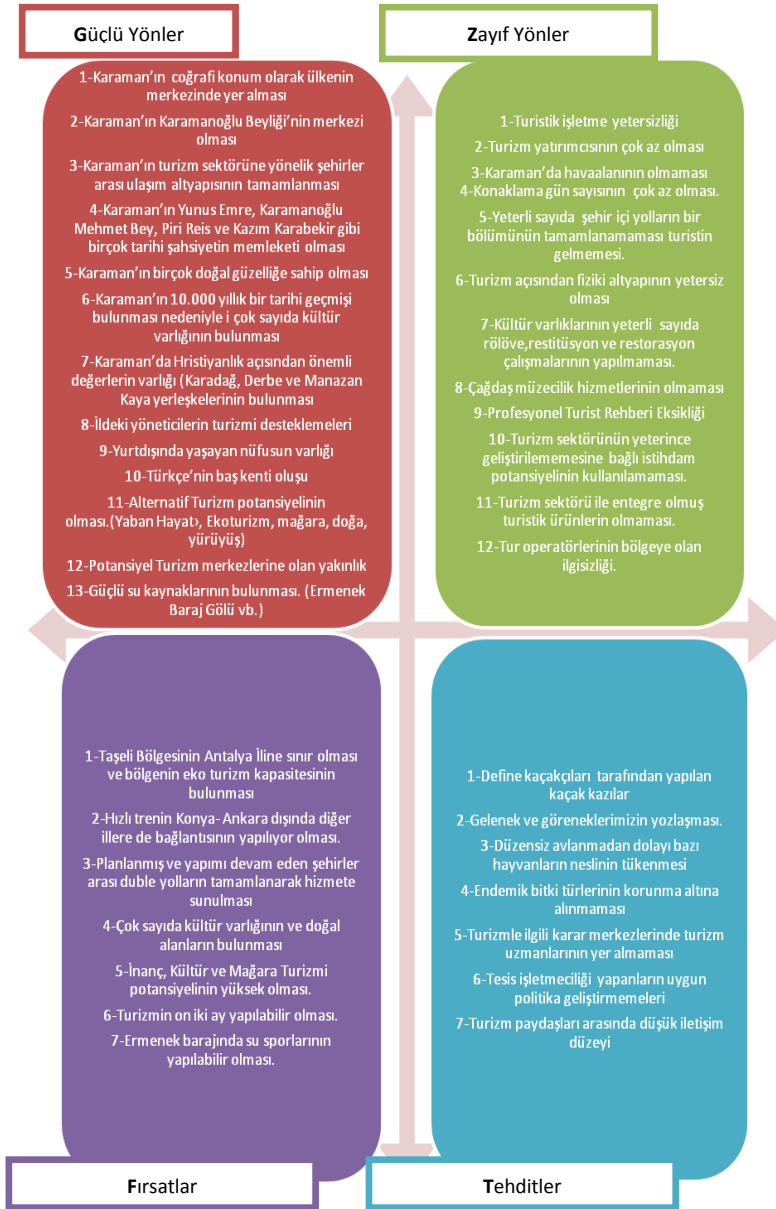 Güçlü Yönler
1-Karaman’ın coğrafi konum olarak ülkenin
merkezinde yer alması
2-Karaman’ın Karamanoğlu Beyliği’nin merkezi
olması
3-Karaman’ın turizm sektörüne yönelik şehirler
arası ulaşım altyapısının tamamlanması
4-Karaman’ın Yunus Emre, Karamanoğlu
Mehmet Bey, Piri Reis ve Kazım Karabekir gibi
birçok tarihi şahsiyetin memleketi olması
5-Karaman’ın birçok doğal güzelliğe sahip olması
6-Karaman’ın 10.000 yıllık bir tarihi geçmişi
bulunması nedeniyle i çok sayıda kültür
varlığının bulunması
7-Karaman’da Hristiyanlık açısından önemli
değerlerin varlığı (Karadağ, Derbe ve Manazan
Kaya yerleşkelerinin bulunması
8-İldeki yöneticilerin turizmi desteklemeleri
9-Yurtdışında yaşayan nüfusun varlığı
10-Türkçe’nin baş kenti oluşu
11-Alternatif Turizm potansiyelinin
olması.(Yaban Hayat›, Ekoturizm, mağara, doğa,
yürüyüş)
12-Potansiyel Turizm merkezlerine olan yakınlık
13-Güçlü su kaynaklarının bulunması. (Ermenek
Baraj Gölü vb.)
Zayıf Yönler
1-Turistik işletme yetersizliği
2-Turizm yatırımcısının çok az olması
3-Karaman’da havaalanının olmaması
4-Konaklama gün sayısının çok az olması.
5-Yeterli sayıda şehir içi yolların bir
bölümünün tamamlanamaması turistin
gelmemesi.
6-Turizm açısından fiziki altyapının yetersiz
olması
7-Kültür varlıklarının yeterli sayıda
rölöve,restitüsyon ve restorasyon
çalışmalarının yapılmaması.
8-Çağdaş müzecilik hizmetlerinin olmaması
9-Profesyonel Turist Rehberi Eksikliği
10-Turizm sektörünün yeterince
geliştirilememesine bağlı istihdam
potansiyelinin kullanılamaması.
11-Turizm sektörü ile entegre olmuş
turistik ürünlerin olmaması.
12-Tur operatörlerinin bölgeye olan
ilgisizliği.
1-Taşeli Bölgesinin Antalya İline sınır olması
ve bölgenin eko turizm kapasitesinin
bulunması
2-Hızlı trenin Konya- Ankara dışında diğer
illere de bağlantısının yapılıyor olması.
3-Planlanmış ve yapımı devam eden şehirler
arası duble yolların tamamlanarak hizmete
sunulması
4-Çok sayıda kültür varlığının ve doğal
alanların bulunması
5-İnanç, Kültür ve Mağara Turizmi
potansiyelinin yüksek olması.
6-Turizmin on iki ay yapılabilir olması.
7-Ermenek barajında su sporlarının
yapılabilir olması.
Fırsatlar
1-Define kaçakçıları tarafından yapılan
kaçak kazılar
2-Gelenek ve göreneklerimizin yozlaşması.
3-Düzensiz avlanmadan dolayı bazı
hayvanların neslinin tükenmesi
4-Endemik bitki türlerinin korunma altına
alınmaması
5-Turizmle ilgili karar merkezlerinde turizm
uzmanlarının yer almaması
6-Tesis işletmeciliği yapanların uygun
politika geliştirmemeleri
7-Turizm paydaşları arasında düşük iletişim
düzeyi
Tehditler